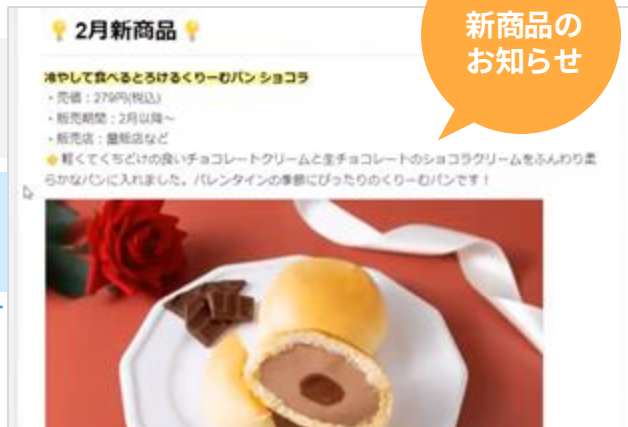 新商品の
お知らせ
2月新商品
冷やして食べるとろけるくりーむパン ショコラ
・売価：279円(税込)
・販売期間：2月以降～
・販売店：量販店など
軽くてくちどけの良いチョコレートクリームと生チョコレートのショコラクリームをふんわり柔
らかなパンに入れました。バレンタインの季節にぴったりのくりーむパンです！